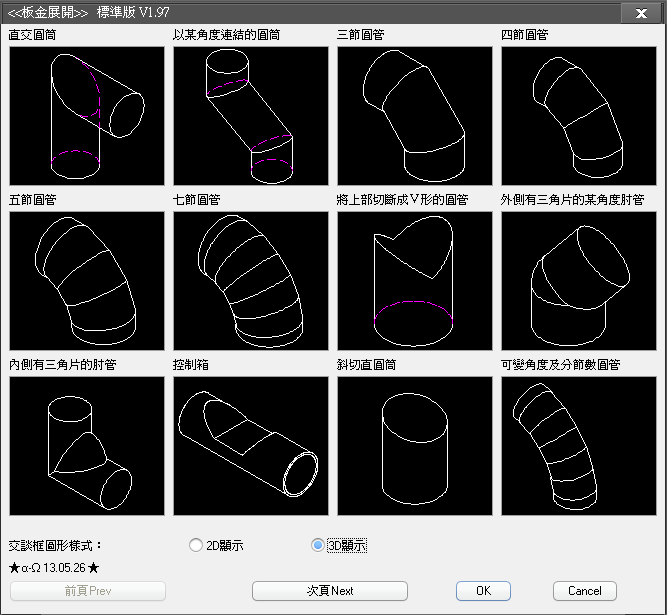 <<板金展開>> 標準版 V1.97
直交圓筒
以某角度連結的圓筒
三節圓管
四節圓管
五節圓管
七節圓管
將上部切斷成V形的圓管
外側有三角片的某角度肘管
內側有三角片的肘管
控制箱
斜切直圓筒
可變角度及分節數圓管
交談框圖形樣式：
2D顯示
3D顯示
★α-Ω 13.05.26★
前頁Prev
次頁Next
OK
Cancel